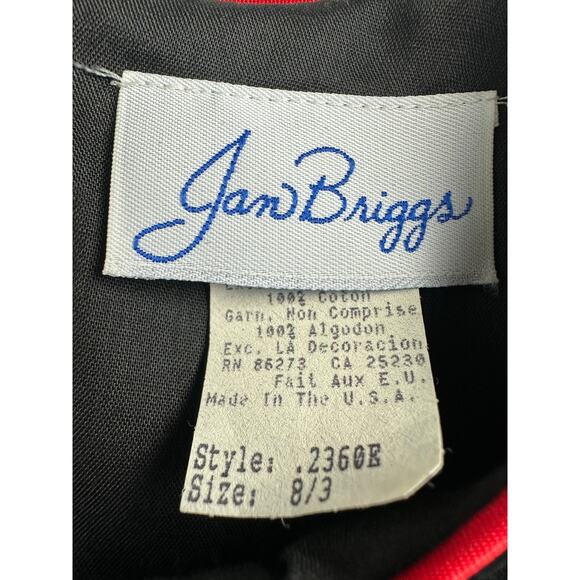 Jan Briggs
100% Coton
Garn. Non Comprise
100% Algodon
Exc. LA Decoracion
RN 86273 CA 25230
Fait Aux E.U.
Made In The U.S.A.
Style: .2360E
Size: 8/3